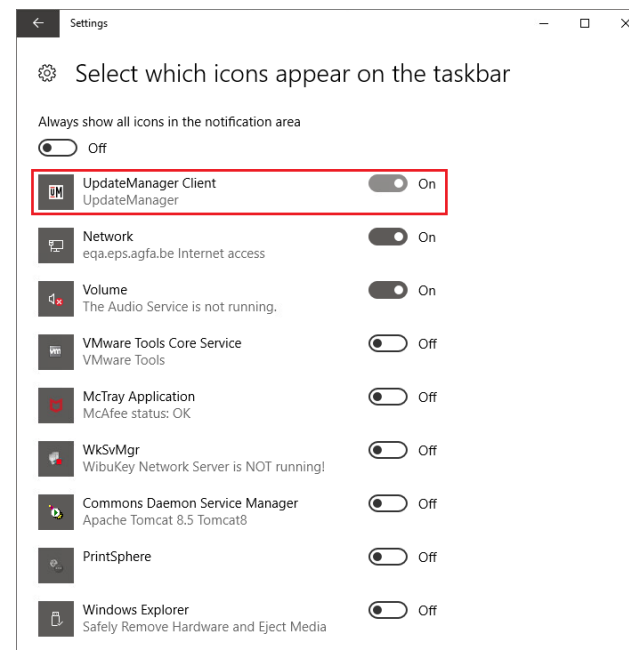 Settings
Select which icons appear on the taskbar
Always show all icons in the notification area
Off
UpdateManager Client On
UpdateManager
Network On
eqa.eps.agfa.be Internet access
Volume On
The Audio Service is not running.
VMware Tools Core Service Off
VMware Tools
McTray Application Off
McAfee status: OK
WkSvMgr Off
WibuKey Network Server is NOT running!
Commons Daemon Service Manager Off
Apache Tomcat 8.5 Tomcat8
PrintSphere Off
Windows Explorer Off
Safely Remove Hardware and Eject Media